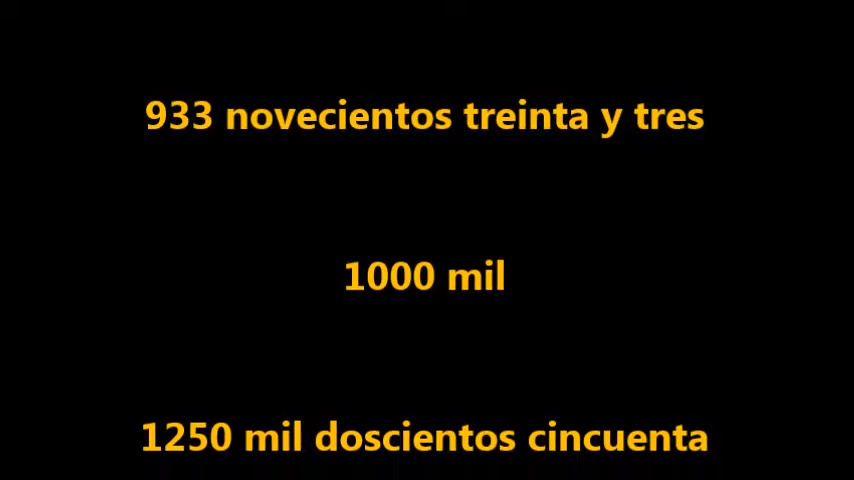 933 novecientos treinta y tres
1000 mil
1250 mil doscientos cincuenta